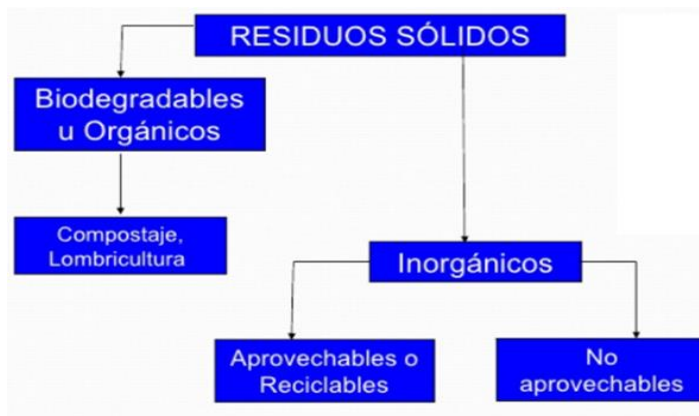 RESIDUOS SÓLIDOS
Biodegradables
u Orgánicos
Compostaje,
Lombricultura
Inorgánicos
Aprovechables o
Reciclables
No
aprovechables